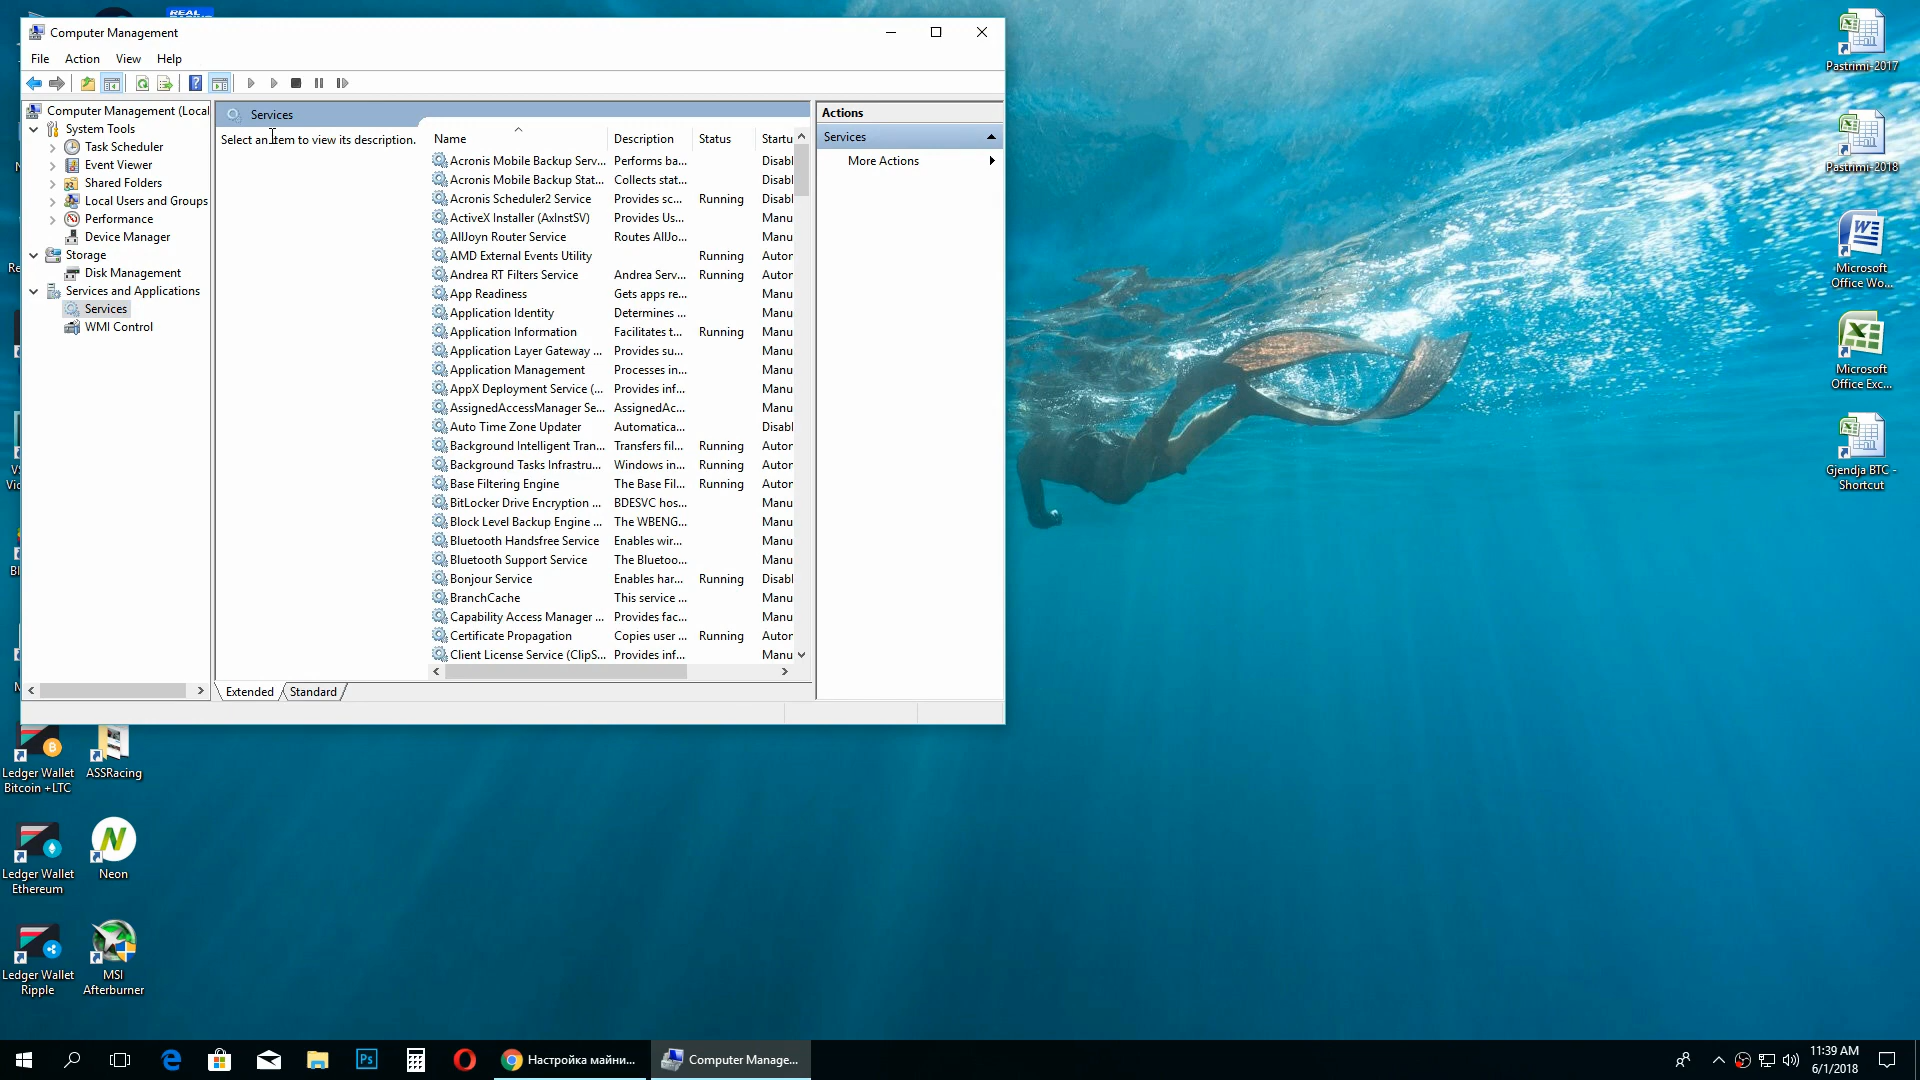 REAL
Computer Management
File Action View Help
Computer Management (Local
System Tools
Task Scheduler
Event Viewer
Shared Folders
Local Users and Groups
Performance
Device Manager
Storage
Disk Management
Services and Applications
Services
WMI Control
Services
Select an item to view its description.
Name Description Status Startu
Acronis Mobile Backup Serv... Performs ba... Disabl
Acronis Mobile Backup Stat... Collects stat... Disabl
Acronis Scheduler2 Service Provides sc... Running Disabl
ActiveX Installer (AxInstSV) Provides Us... Manu
AllJoyn Router Service Routes AllJo... Manu
AMD External Events Utility Running Autor
Andrea RT Filters Service Andrea Serv... Running Autor
App Readiness Gets apps re... Manu
Application Identity Determines ... Manu
Application Information Facilitates t... Running Manu
Application Layer Gateway ... Provides su... Manu
Application Management Processes in... Manu
AppX Deployment Service (... Provides inf... Manu
AssignedAccessManager Se... AssignedAc... Manu
Auto Time Zone Updater Automatica... Disabl
Background Intelligent Tran... Transfers fil... Running Autor
Background Tasks Infrastru... Windows in... Running Autor
Base Filtering Engine The Base Fil... Running Autor
BitLocker Drive Encryption ... BDESVC hos... Manu
Block Level Backup Engine ... The WBENG... Manu
Bluetooth Handsfree Service Enables wir... Manu
Bluetooth Support Service The Bluetoo... Manu
Bonjour Service Enables har... Running Disabl
BranchCache This service ... Manu
Capability Access Manager ... Provides fac... Manu
Certificate Propagation Copies user ... Running Autor
Client License Service (ClipS... Provides inf... Manu
Extended Standard
Actions
Services
More Actions
Pastrimi-2017
Pastrimi-2018
Microsoft
Office Wo...
Microsoft
Office Exc...
Gjendja BTC -
Shortcut
Ledger Wallet
Bitcoin +LTC
ASSRacing
Ledger Wallet
Ethereum
Neon
Ledger Wallet
Ripple
MSI
Afterburner
Ps
Настройка майни...
Computer Manage...
11:39 AM
6/1/2018